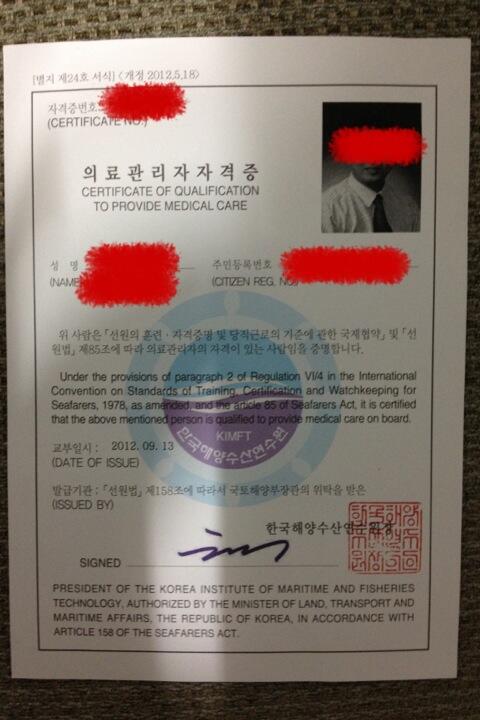 [별지 제24호 서식] <개정 2012.5.18>
자격증번호
(CERTIFICATE NO.)
의료관리자자격증
CERTIFICATE OF QUALIFICATION
TO PROVIDE MEDICAL CARE
성 명 주민등록번호
(NAME (CITIZEN REG. NO)
위 사람은 「선원의 훈련 · 자격증명 및 당직근무의 기준에 관한 국제협약」 및 「선
원법」 제85조에 따라 의료관리자의 자격이 있는 사람임을 증명합니다.
Under the provisions of paragraph 2 of Regulation VI/4 in the International
Convention on Standards of Training, Certification and Watchkeeping for
Seafarers, 1978, as amended, and the article 85 of Seafarers Act, it is certified
that the above mentioned person is qualified to provide medical care on board.
KIMFT
한국해양수산연수원
교부일시 : 2012. 09. 13
(DATE OF ISSUE)
발급기관 : 「선원법」 제158조에 따라서 국토해양부장관의 위탁을 받은
(ISSUED BY)
한국해양수산연수원장
SIGNED
PRESIDENT OF THE KOREA INSTITUTE OF MARITIME AND FISHERIES
TECHNOLOGY, AUTHORIZED BY THE MINISTER OF LAND, TRANSPORT AND
MARITIME AFFAIRS, THE REPUBLIC OF KOREA, IN ACCORDANCE WITH
ARTICLE 158 OF THE SEAFARERS ACT.